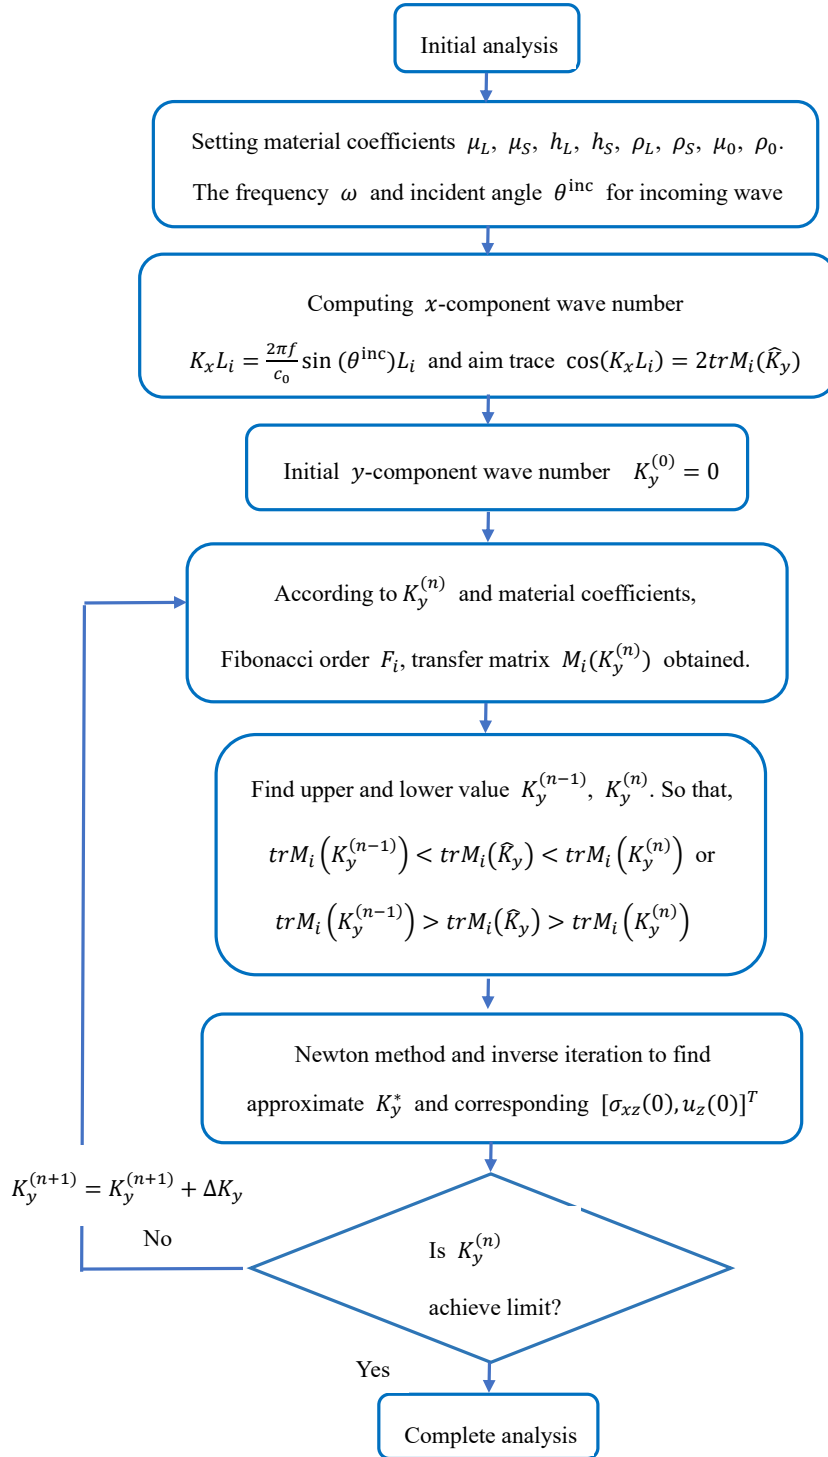 Initial analysis
Setting material coefficients μ_L, μ_S, h_L, h_S, ρ_L, ρ_S, μ_0, ρ_0.
The frequency ω and incident angle θ^inc for incoming wave
Computing x-component wave number
K_x L_i = \frac{2πf}{c_0} sin (θ^inc)L_i and aim trace cos(K_x L_i) = 2trM_i(K̂_y)
Initial y-component wave number K_y^(0) = 0
According to K_y^(n) and material coefficients,
Fibonacci order F_i, transfer matrix M_i(K_y^(n)) obtained.
Find upper and lower value K_y^(n−1), K_y^(n). So that,
trM_i(K_y^(n−1)) < trM_i(K̂_y) < trM_i(K_y^(n)) or
trM_i(K_y^(n−1)) > trM_i(K̂_y) > trM_i(K_y^(n))
Newton method and inverse iteration to find
approximate K_y^* and corresponding [σ_xz(0), u_z(0)]^T
K_y^(n+1) = K_y^(n+1) + ΔK_y
No
Is K_y^(n)
achieve limit?
Yes
Complete analysis